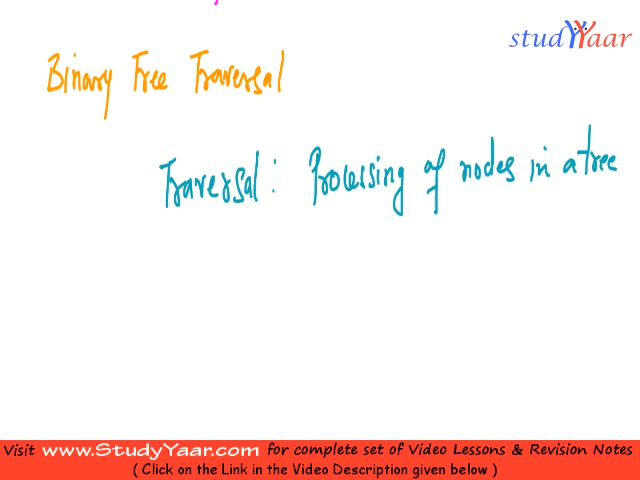 studYYaar
Binary Tree Traversal
Traversal : Processing of nodes in a tree
Visit www.StudyYaar.com for complete set of Video Lessons & Revision Notes
( Click on the Link in the Video Description given below )